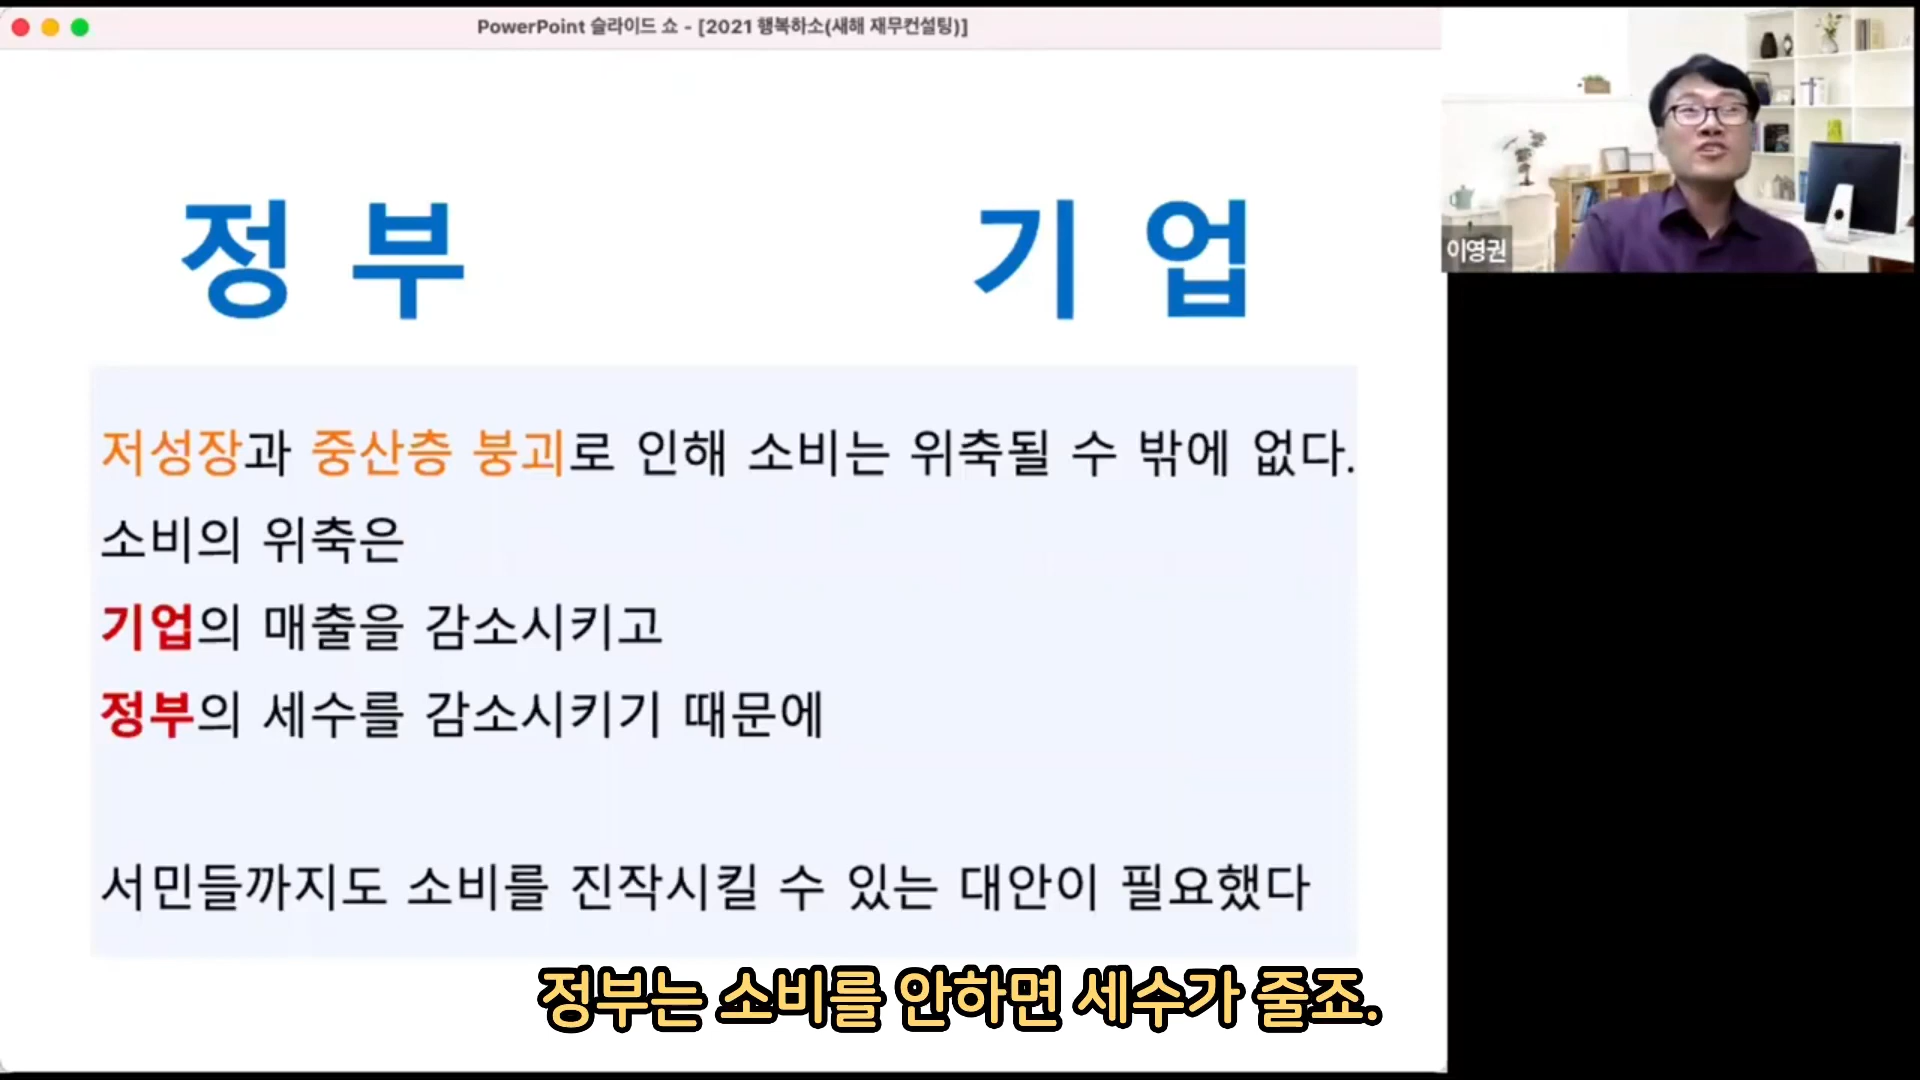 PowerPoint 슬라이드 쇼 - [2021 행복하소(새해 재무컨설팅)]
정 부 기 업
저성장과 중산층 붕괴로 인해 소비는 위축될 수 밖에 없다.
소비의 위축은
기업의 매출을 감소시키고
정부의 세수를 감소시키기 때문에
서민들까지도 소비를 진작시킬 수 있는 대안이 필요했다
정부는 소비를 안하면 세수가 줄죠.
이영권